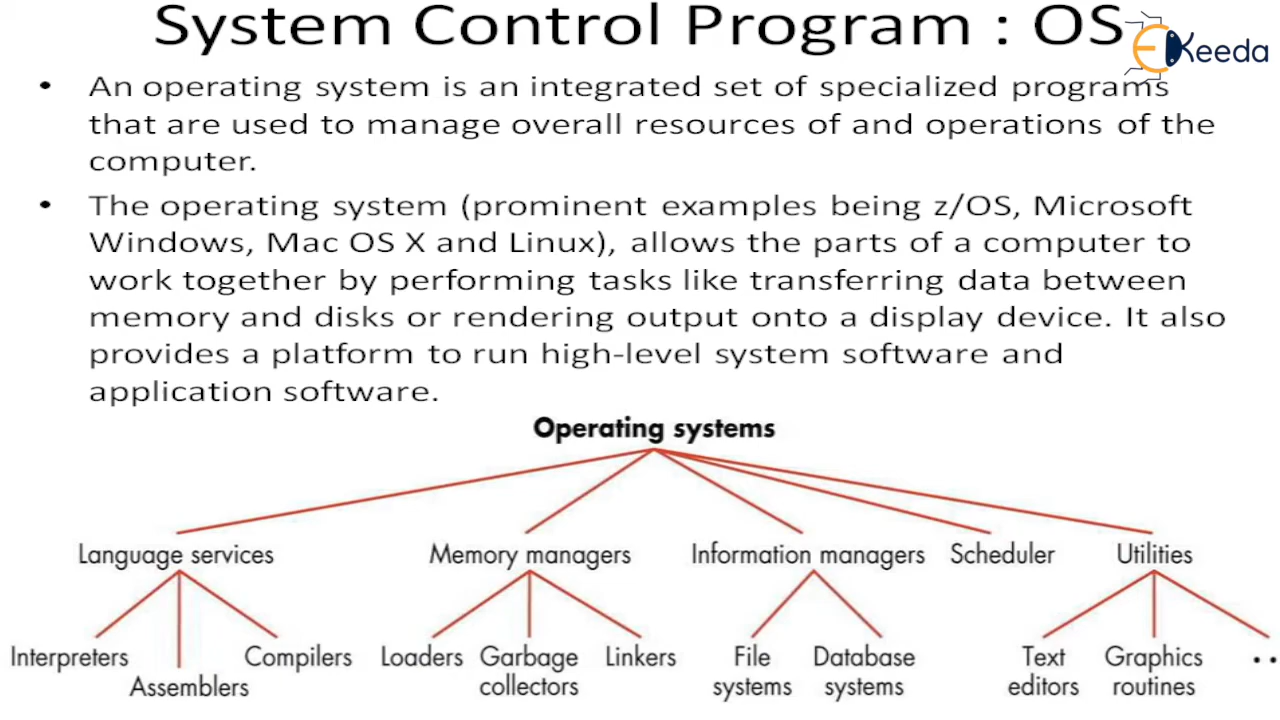 System Control Program : OS
EKeeda
• An operating system is an integrated set of specialized programs
that are used to manage overall resources of and operations of the
computer.
• The operating system (prominent examples being z/OS, Microsoft
Windows, Mac OS X and Linux), allows the parts of a computer to
work together by performing tasks like transferring data between
memory and disks or rendering output onto a display device. It also
provides a platform to run high-level system software and
application software.
Operating systems
Language services Memory managers Information managers Scheduler Utilities
Interpreters Assemblers Compilers Loaders Garbage collectors Linkers File systems Database systems Text editors Graphics routines . .